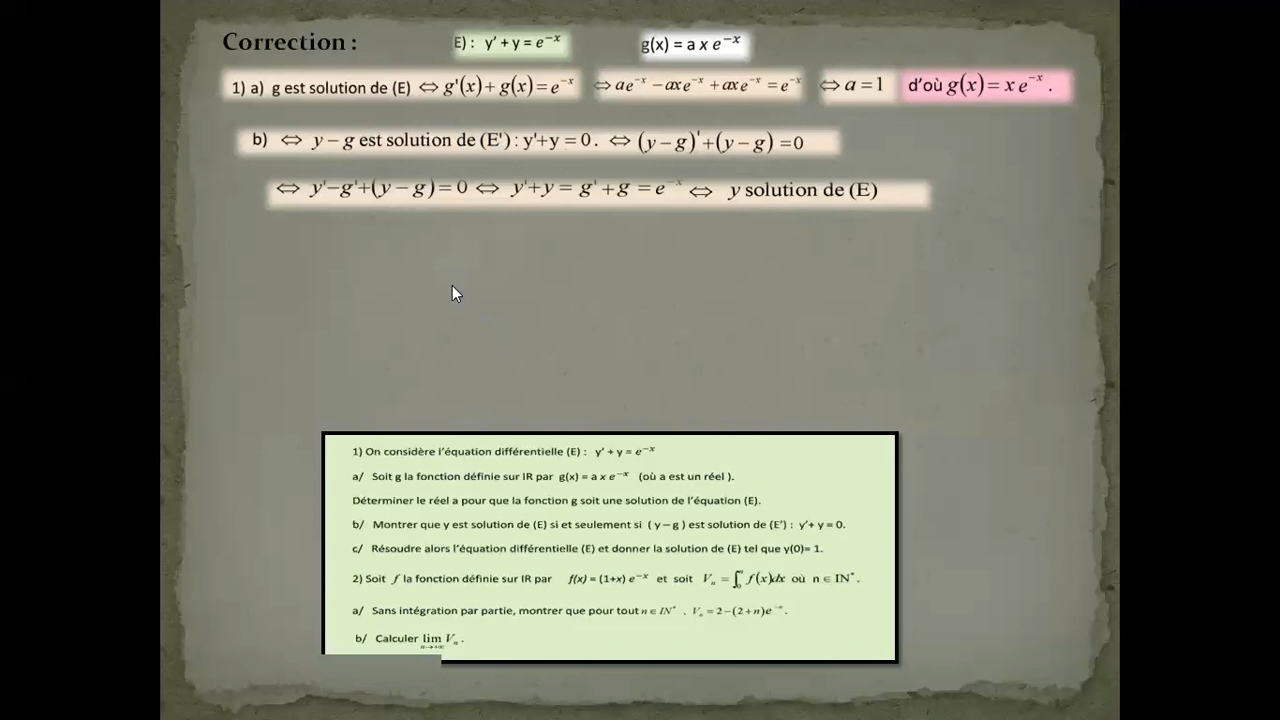 Correction : E) : y’ + y = e⁻ˣ g(x) = a x e⁻ˣ
1) a) g est solution de (E) ⇔ g'(x)+ g(x)= e⁻ˣ ⇔ ae⁻ˣ − axe⁻ˣ + axe⁻ˣ = e⁻ˣ ⇔ a = 1 d’où g(x)= x e⁻ˣ .
b) ⇔ y − g est solution de (E') : y'+y = 0 . ⇔ (y − g)'+(y − g) =0
⇔ y'−g'+(y − g)= 0 ⇔ y'+y = g' + g = e⁻ˣ ⇔ y solution de (E)
1) On considère l’équation différentielle (E) : y’ + y = e⁻ˣ
a/ Soit g la fonction définie sur IR par g(x) = a x e⁻ˣ (où a est un réel ).
Déterminer le réel a pour que la fonction g soit une solution de l’équation (E).
b/ Montrer que y est solution de (E) si et seulement si ( y – g ) est solution de (E’) : y’+ y = 0.
c/ Résoudre alors l’équation différentielle (E) et donner la solution de (E) tel que y(0)= 1.
2) Soit f la fonction définie sur IR par f(x) = (1+x) e⁻ˣ et soit Vₙ = ∫₀ⁿ f(x)dx où n ∈ IN* .
a/ Sans intégration par partie, montrer que pour tout n ∈ IN* , Vₙ = 2 − (2 + n)e⁻ⁿ .
b/ Calculer lim Vₙ .
n→+∞